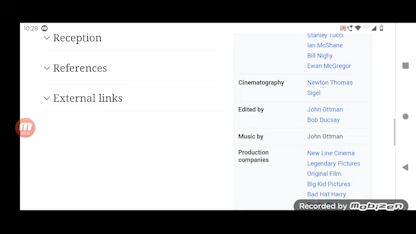 10:28
Reception
References
External links
Stanley Tucci
Ian McShane
Bill Nighy
Ewan McGregor
Cinematography
Newton Thomas
Sigel
Edited by
John Ottman
Bob Ducsay
Music by
John Ottman
Production
companies
New Line Cinema
Legendary Pictures
Original Film
Big Kid Pictures
Bad Hat Harry
Recorded by Mobizen